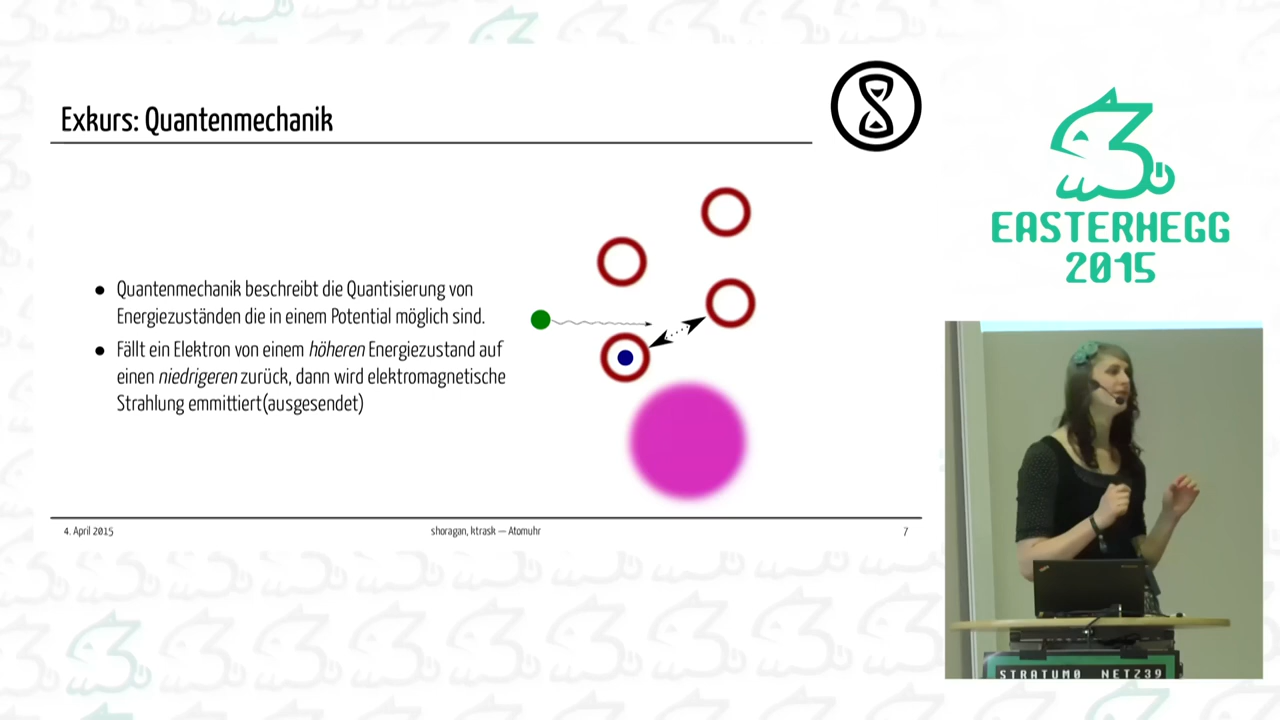 Exkurs: Quantenmechanik
● Quantenmechanik beschreibt die Quantisierung von
Energiezuständen die in einem Potential möglich sind.
● Fällt ein Elektron von einem höheren Energiezustand auf
einen niedrigeren zurück, dann wird elektromagnetische
Strahlung emmittiert(ausgesendet)
4. April 2015
shoragan, ktrask — Atomuhr
7
EASTERHEGG
2015
STRATUM0 NETZ39